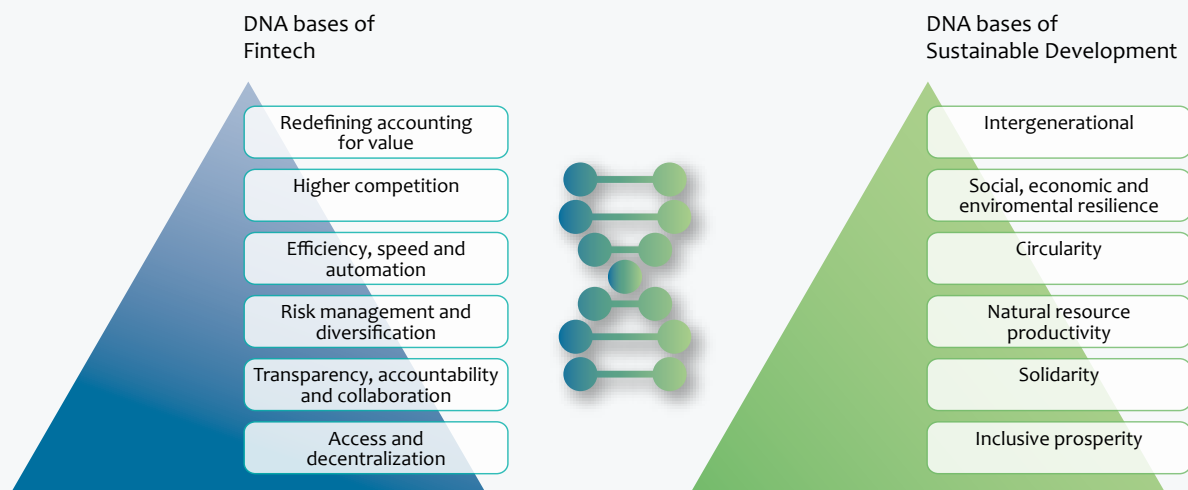 DNA bases of
Fintech
Redefining accounting
for value
Higher competition
Efficiency, speed and
automation
Risk management and
diversification
Transparency, accountability
and collaboration
Access and
decentralization
DNA bases of
Sustainable Development
Intergenerational
Social, economic and
enviromental resilience
Circularity
Natural resource
productivity
Solidarity
Inclusive prosperity